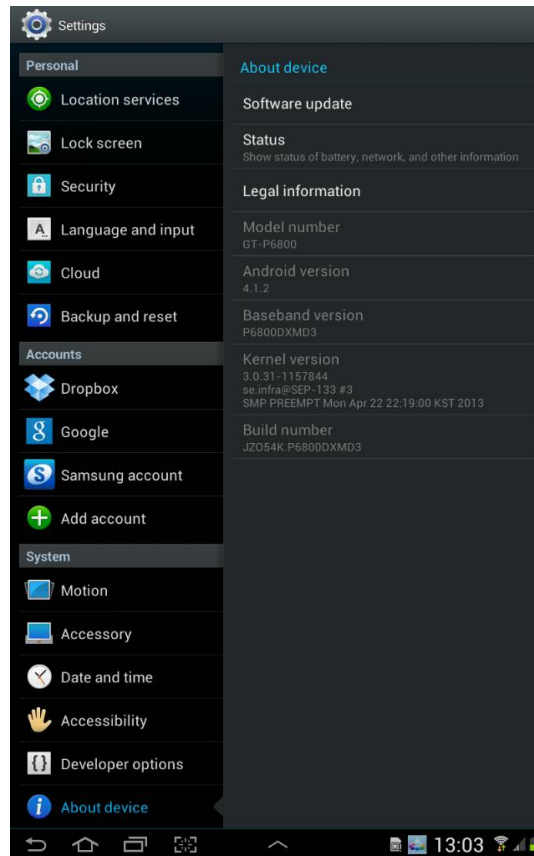 Settings
Personal
Location services
Lock screen
Security
Language and input
Cloud
Backup and reset
Accounts
Dropbox
Google
Samsung account
Add account
System
Motion
Accessory
Date and time
Accessibility
Developer options
About device
About device
Software update
Status
Show status of battery, network, and other information
Legal information
Model number
GT-P6800
Android version
4.1.2
Baseband version
P6800DXMD3
Kernel version
3.0.31-1157844
se.infra@SEP-133 #3
SMP PREEMPT Mon Apr 22 22:19:00 KST 2013
Build number
JZO54K.P6800DXMD3
13:03